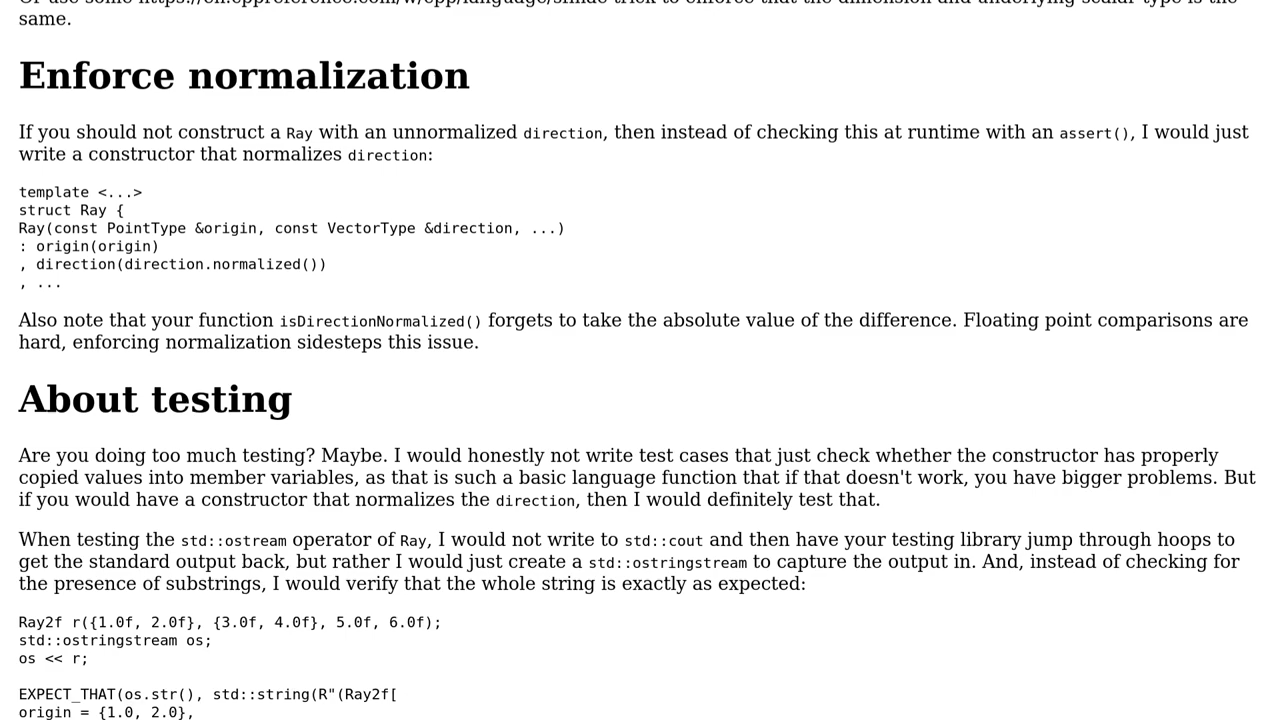 same.
Enforce normalization
If you should not construct a Ray with an unnormalized direction, then instead of checking this at runtime with an assert(), I would just
write a constructor that normalizes direction:
template <...>
struct Ray {
Ray(const PointType &origin, const VectorType &direction, ...)
: origin(origin)
, direction(direction.normalized())
, ...
Also note that your function isDirectionNormalized() forgets to take the absolute value of the difference. Floating point comparisons are
hard, enforcing normalization sidesteps this issue.
About testing
Are you doing too much testing? Maybe. I would honestly not write test cases that just check whether the constructor has properly
copied values into member variables, as that is such a basic language function that if that doesn't work, you have bigger problems. But
if you would have a constructor that normalizes the direction, then I would definitely test that.
When testing the std::ostream operator of Ray, I would not write to std::cout and then have your testing library jump through hoops to
get the standard output back, but rather I would just create a std::ostringstream to capture the output in. And, instead of checking for
the presence of substrings, I would verify that the whole string is exactly as expected:
Ray2f r({1.0f, 2.0f}, {3.0f, 4.0f}, 5.0f, 6.0f);
std::ostringstream os;
os << r;
EXPECT_THAT(os.str(), std::string(R"(Ray2f[
origin = {1.0, 2.0},